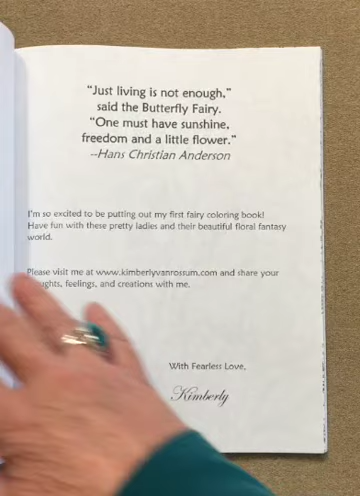 “Just living is not enough,”
said the Butterfly Fairy.
“One must have sunshine,
freedom and a little flower.”
--Hans Christian Anderson
I'm so excited to be putting out my first fairy coloring book!
Have fun with these pretty ladies and their beautiful floral fantasy
world.
Please visit me at www.kimberlyvanrossum.com and share your
feelings, and creations with me.
With Fearless Love,
Kimberly